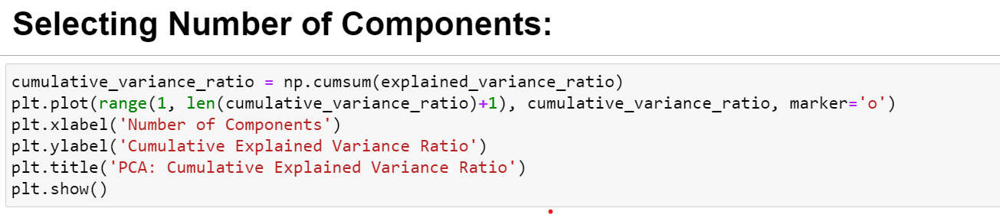 Selecting Number of Components:
cumulative_variance_ratio = np.cumsum(explained_variance_ratio)
plt.plot(range(1, len(cumulative_variance_ratio)+1), cumulative_variance_ratio, marker='o')
plt.xlabel('Number of Components')
plt.ylabel('Cumulative Explained Variance Ratio')
plt.title('PCA: Cumulative Explained Variance Ratio')
plt.show()